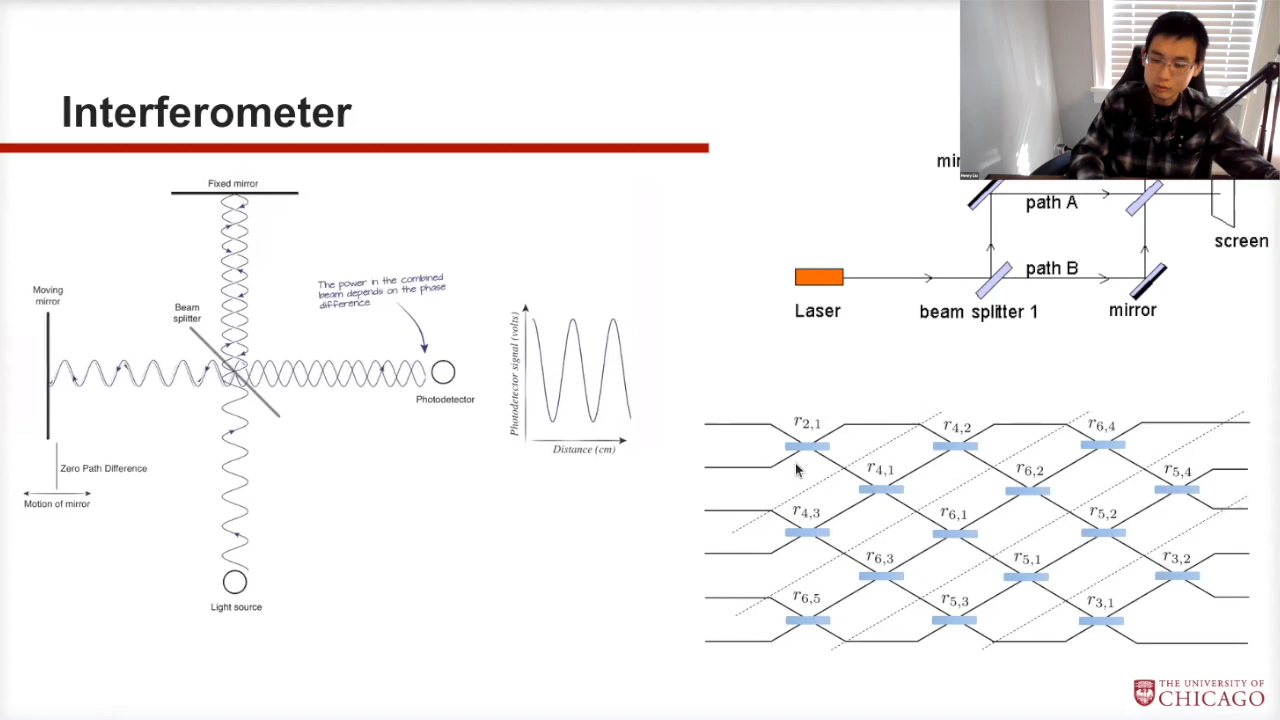 Interferometer
Fixed mirror
Moving
mirror
Beam
splitter
The power in the combined
beam depends on the phase
difference.
Photodetector
Zero Path Difference
Motion of mirror
Light source
Photodetector signal (volts)
Distance (cm)
path A
screen
path B
Laser
beam splitter 1
mirror
r2,1
r4,2
r6,4
r4,1
r6,2
r5,4
r4,3
r6,1
r5,2
r6,3
r5,1
r3,2
r6,5
r5,3
r3,1
THE UNIVERSITY OF
CHICAGO